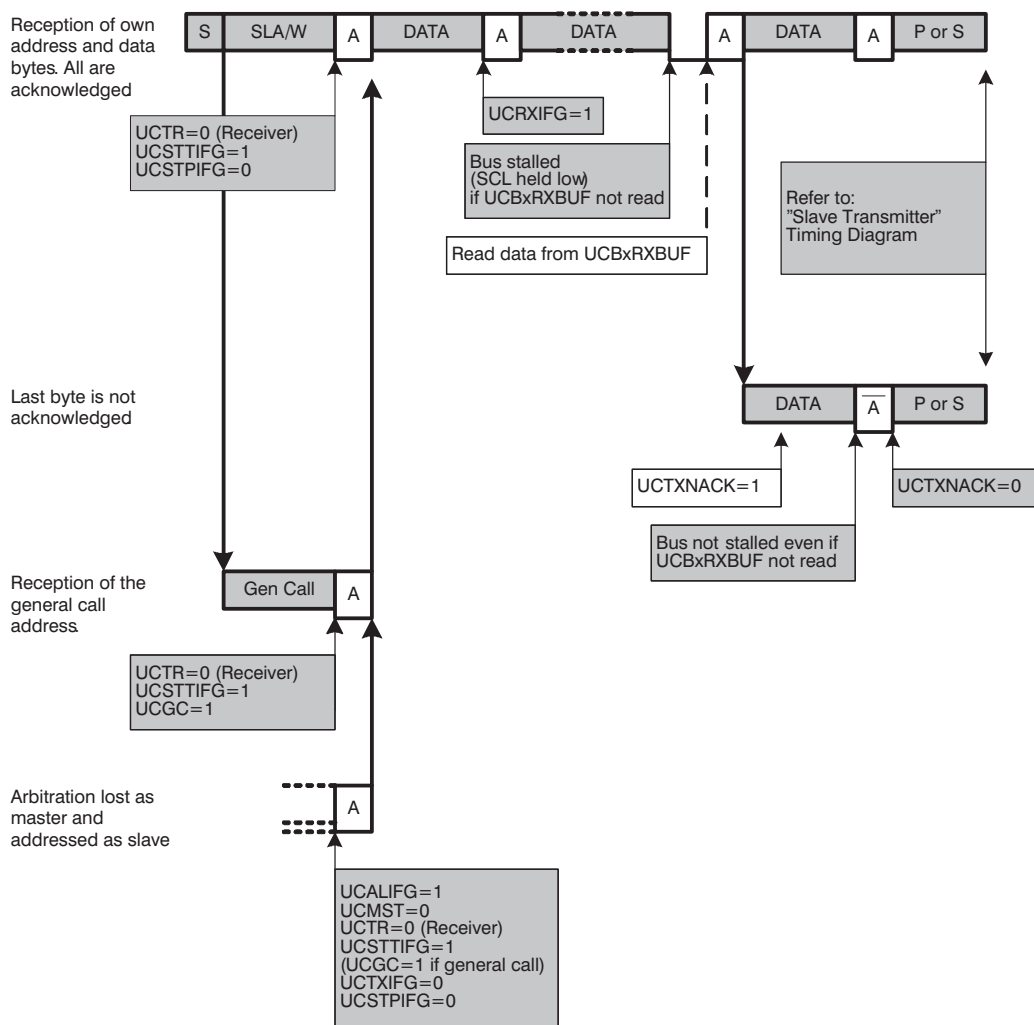 Reception of own
address and data
bytes. All are
acknowledged
S SLA/W A DATA A DATA A DATA A P or S
UCTR=0 (Receiver)
UCSTTIFG=1
UCSTPIFG=0
UCRXIFG=1
Bus stalled
(SCL held low)
if UCBxRXBUF not read
Read data from UCBxRXBUF
Refer to:
"Slave Transmitter"
Timing Diagram
Last byte is not
acknowledged
DATA A P or S
UCTXNACK=1
UCTXNACK=0
Bus not stalled even if
UCBxRXBUF not read
Reception of the
general call
address.
Gen Call A
UCTR=0 (Receiver)
UCSTTIFG=1
UCGC=1
Arbitration lost as
master and
addressed as slave
A
UCALIFG=1
UCMST=0
UCTR=0 (Receiver)
UCSTTIFG=1
(UCGC=1 if general call)
UCTXIFG=0
UCSTPIFG=0